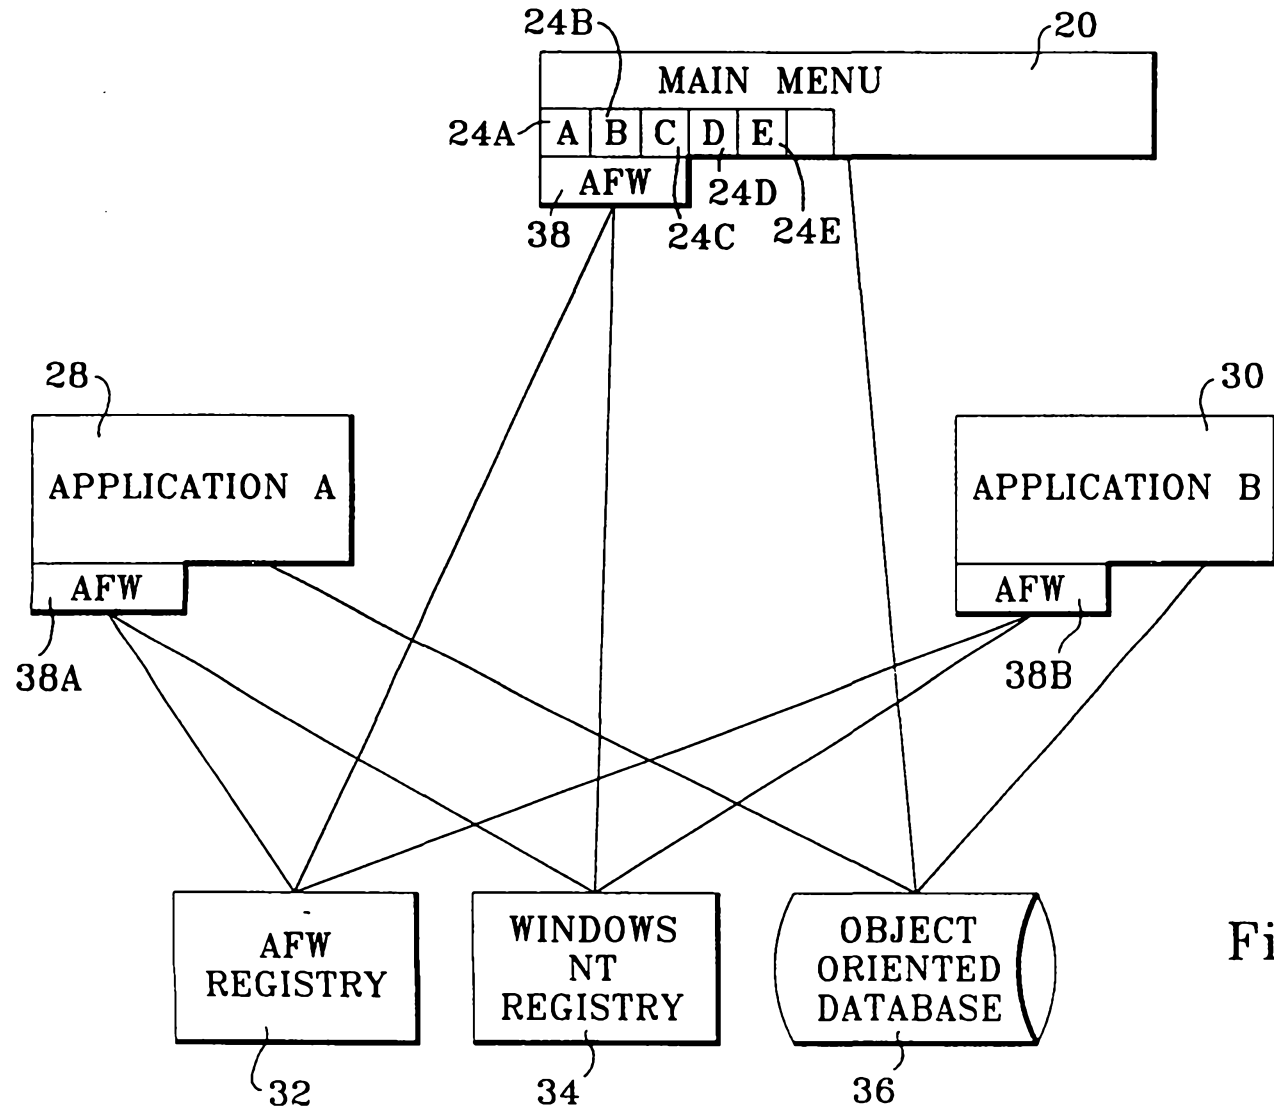 24B
20
MAIN MENU
24A A B C D E
AFW
38
24D
24C
24E
28
30
APPLICATION A
APPLICATION B
AFW
AFW
38A
38B
AFW
REGISTRY
WINDOWS
NT
REGISTRY
OBJECT
ORIENTED
DATABASE
Fi
32
34
36